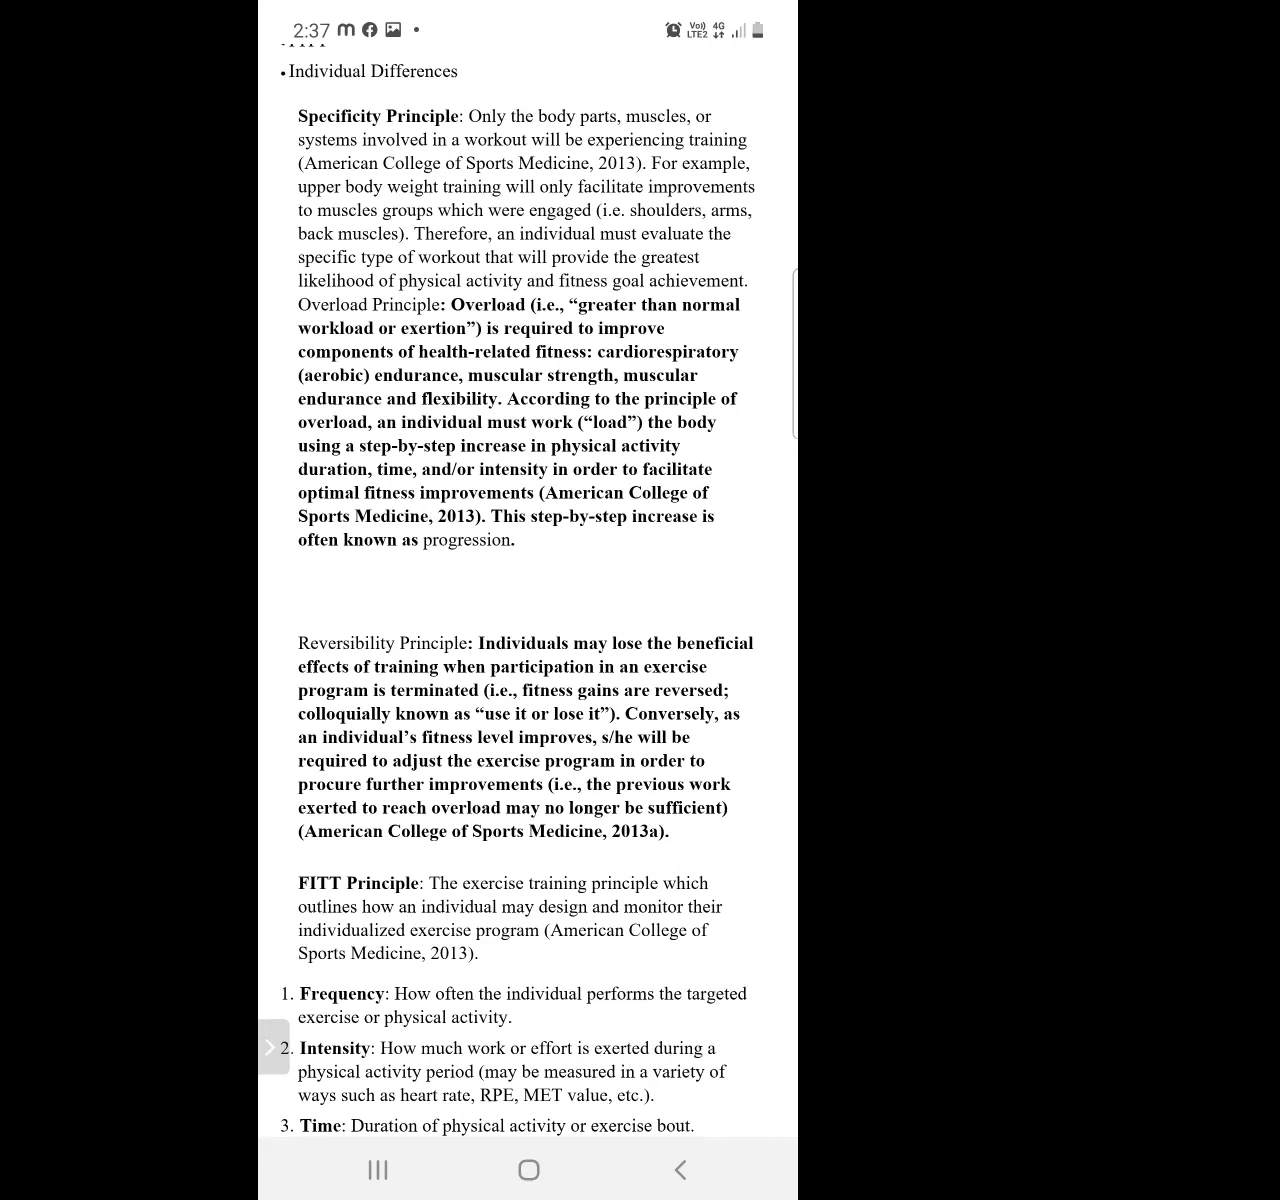 2:37
Vo)) 4G
LTE2
• Individual Differences
Specificity Principle: Only the body parts, muscles, or
systems involved in a workout will be experiencing training
(American College of Sports Medicine, 2013). For example,
upper body weight training will only facilitate improvements
to muscles groups which were engaged (i.e. shoulders, arms,
back muscles). Therefore, an individual must evaluate the
specific type of workout that will provide the greatest
likelihood of physical activity and fitness goal achievement.
Overload Principle: Overload (i.e., “greater than normal
workload or exertion”) is required to improve
components of health-related fitness: cardiorespiratory
(aerobic) endurance, muscular strength, muscular
endurance and flexibility. According to the principle of
overload, an individual must work (“load”) the body
using a step-by-step increase in physical activity
duration, time, and/or intensity in order to facilitate
optimal fitness improvements (American College of
Sports Medicine, 2013). This step-by-step increase is
often known as progression.
Reversibility Principle: Individuals may lose the beneficial
effects of training when participation in an exercise
program is terminated (i.e., fitness gains are reversed;
colloquially known as “use it or lose it”). Conversely, as
an individual’s fitness level improves, s/he will be
required to adjust the exercise program in order to
procure further improvements (i.e., the previous work
exerted to reach overload may no longer be sufficient)
(American College of Sports Medicine, 2013a).
FITT Principle: The exercise training principle which
outlines how an individual may design and monitor their
individualized exercise program (American College of
Sports Medicine, 2013).
1. Frequency: How often the individual performs the targeted
exercise or physical activity.
2. Intensity: How much work or effort is exerted during a
physical activity period (may be measured in a variety of
ways such as heart rate, RPE, MET value, etc.).
3. Time: Duration of physical activity or exercise bout.